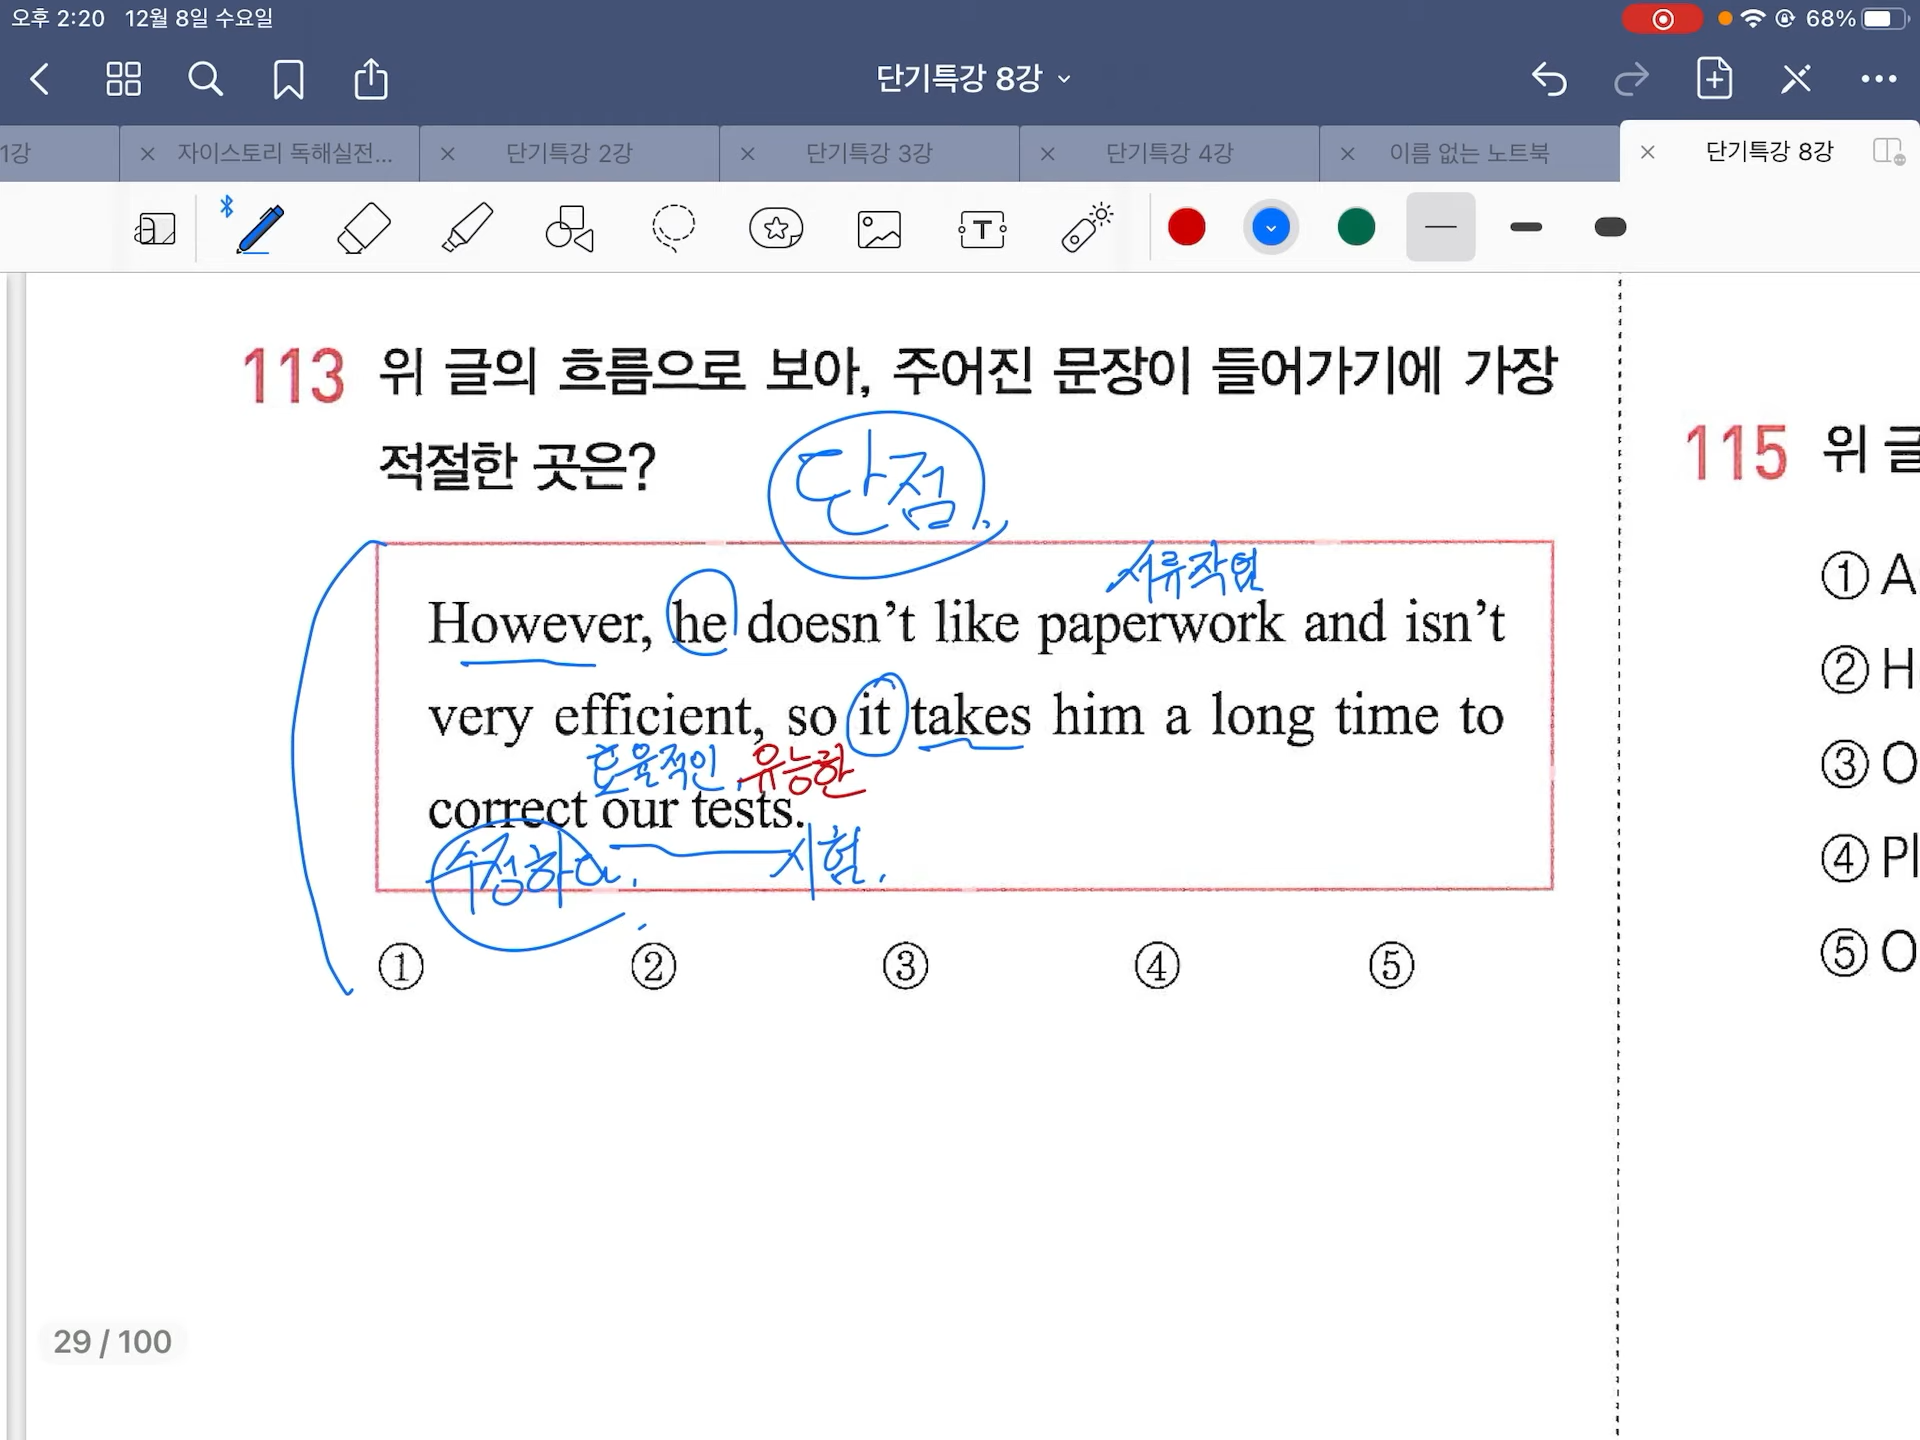 오후 2:20 12월 8일 수요일 68%
단기특강 8강
1강 자이스토리 독해실전... 단기특강 2강 단기특강 3강 단기특강 4강 이름 없는 노트북 단기특강 8강
113 위 글의 흐름으로 보아, 주어진 문장이 들어가기에 가장
적절한 곳은?
단점
서류작업
However, he doesn't like paperwork and isn't
very efficient, so it takes him a long time to
효율적인, 유능한
correct our tests.
수정하다. 시험.
① ② ③ ④ ⑤
115 위 글
① A
② H
③ O
④ Pl
⑤ O
29 / 100